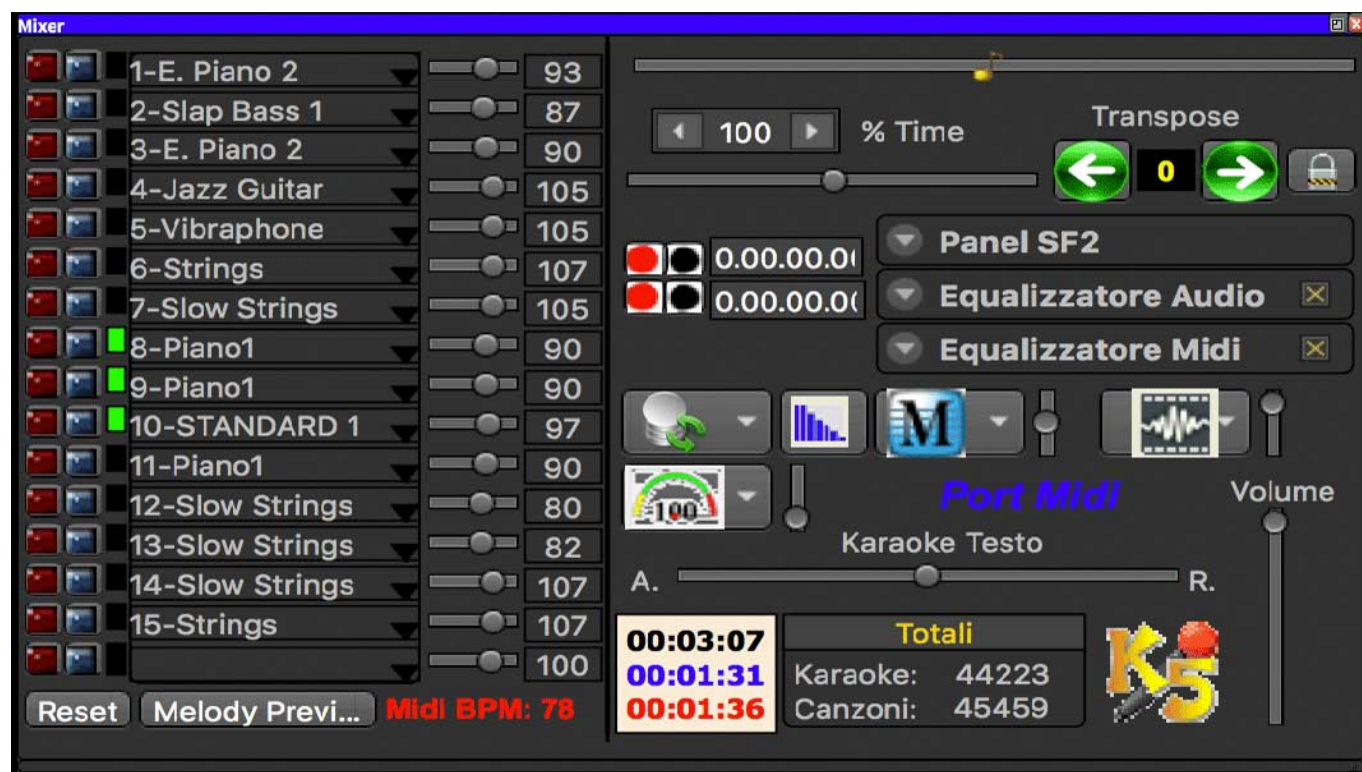 Mixer
1-E. Piano 2 93
2-Slap Bass 1 87
3-E. Piano 2 90
4-Jazz Guitar 105
5-Vibraphone 105
6-Strings 107
7-Slow Strings 105
8-Piano1 90
9-Piano1 90
10-STANDARD 1 97
11-Piano1 90
12-Slow Strings 80
13-Slow Strings 82
14-Slow Strings 107
15-Strings 107
100
Reset Melody Previ... Midi BPM: 78
Transpose
100 % Time
0
Panel SF2
0.00.00.0
Equalizzatore Audio
0.00.00.0
Equalizzatore Midi
M
100
Port Midi
Volume
Karaoke Testo
A. R.
00:03:07
00:01:31
00:01:36
Totali
Karaoke: 44223
Canzoni: 45459
K5